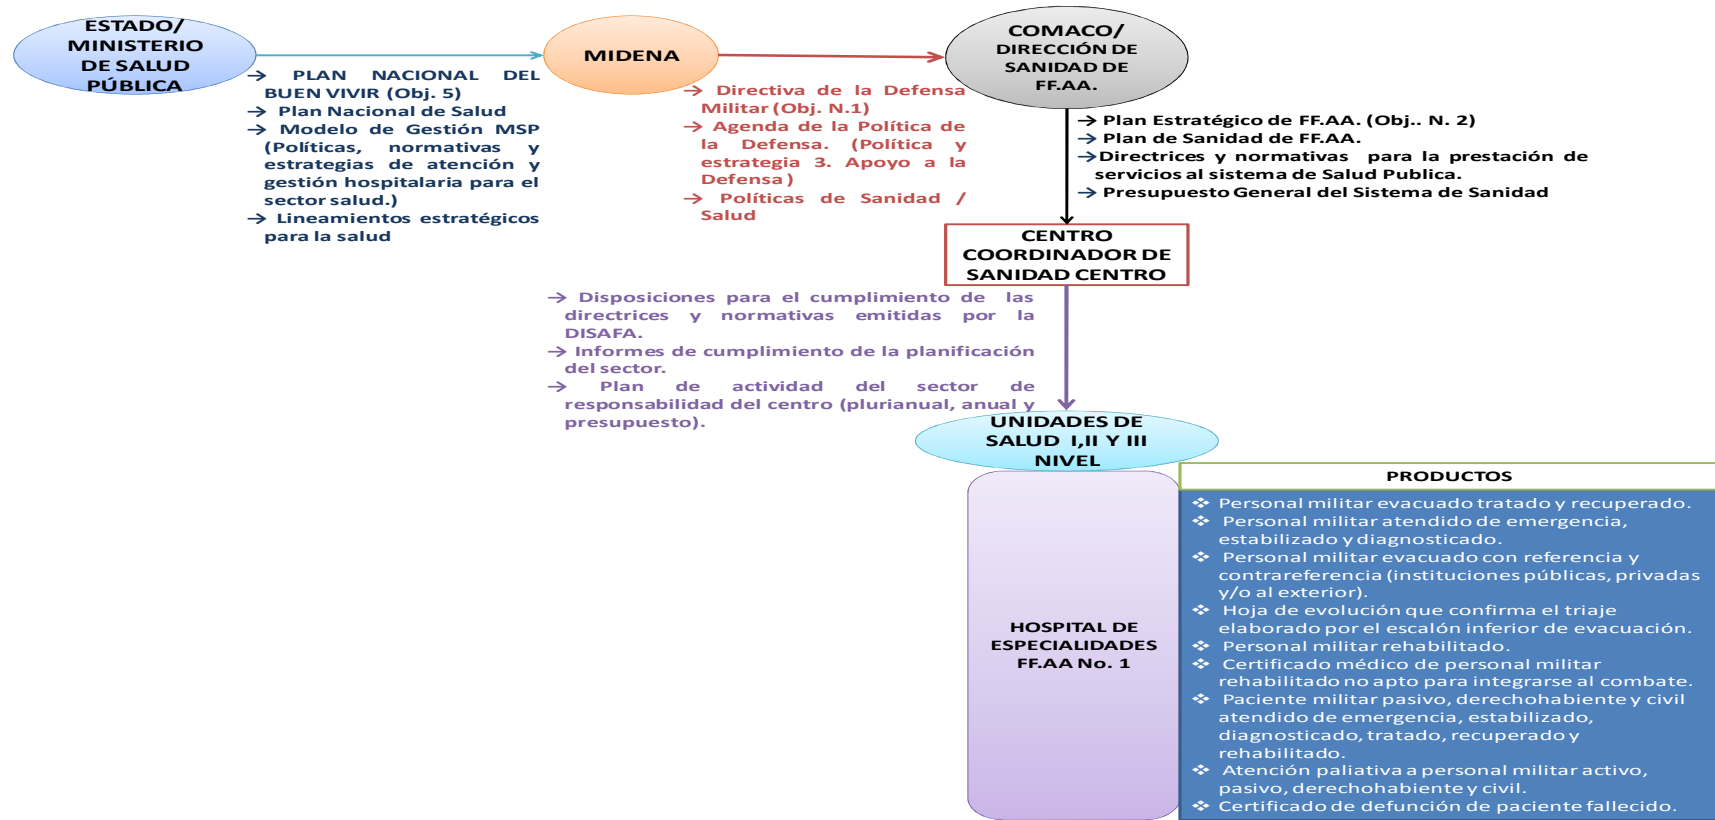 ESTADO/
MINISTERIO
DE SALUD
PÚBLICA
→ PLAN NACIONAL DEL
BUEN VIVIR (Obj. 5)
→ Plan Nacional de Salud
→ Modelo de Gestión MSP
(Políticas, normativas y
estrategias de atención y
gestión hospitalaria para el
sector salud.)
→ Lineamientos estratégicos
para la salud
MIDENA
→ Directiva de la Defensa
Militar (Obj. N.1)
→ Agenda de la Política de
la Defensa. (Política y
estrategia 3. Apoyo a la
Defensa)
→ Políticas de Sanidad /
Salud
COMACO/
DIRECCIÓN DE
SANIDAD DE
FF.AA.
→ Plan Estratégico de FF.AA. (Obj.. N. 2)
→ Plan de Sanidad de FF.AA.
→ Directrices y normativas para la prestación de
servicios al sistema de Salud Publica.
→ Presupuesto General del Sistema de Sanidad
CENTRO
COORDINADOR DE
SANIDAD CENTRO
→ Disposiciones para el cumplimiento de las
directrices y normativas emitidas por la
DISAFA.
→ Informes de cumplimiento de la planificación
del sector.
→ Plan de actividad del sector de
responsabilidad del centro (plurianual, anual y
presupuesto).
UNIDADES DE
SALUD I,II Y III
NIVEL
HOSPITAL DE
ESPECIALIDADES
FF.AA No. 1
PRODUCTOS
❖ Personal militar evacuado tratado y recuperado.
❖ Personal militar atendido de emergencia,
estabilizado y diagnosticado.
❖ Personal militar evacuado con referencia y
contrareferencia (instituciones públicas, privadas
y/o al exterior).
❖ Hoja de evolución que confirma el triaje
elaborado por el escalón inferior de evacuación.
❖ Personal militar rehabilitado.
❖ Certificado médico de personal militar
rehabilitado no apto para integrarse al combate.
❖ Paciente militar pasivo, derechohabiente y civil
atendido de emergencia, estabilizado,
diagnosticado, tratado, recuperado y
rehabilitado.
❖ Atención paliativa a personal militar activo,
pasivo, derechohabiente y civil.
❖ Certificado de defunción de paciente fallecido.